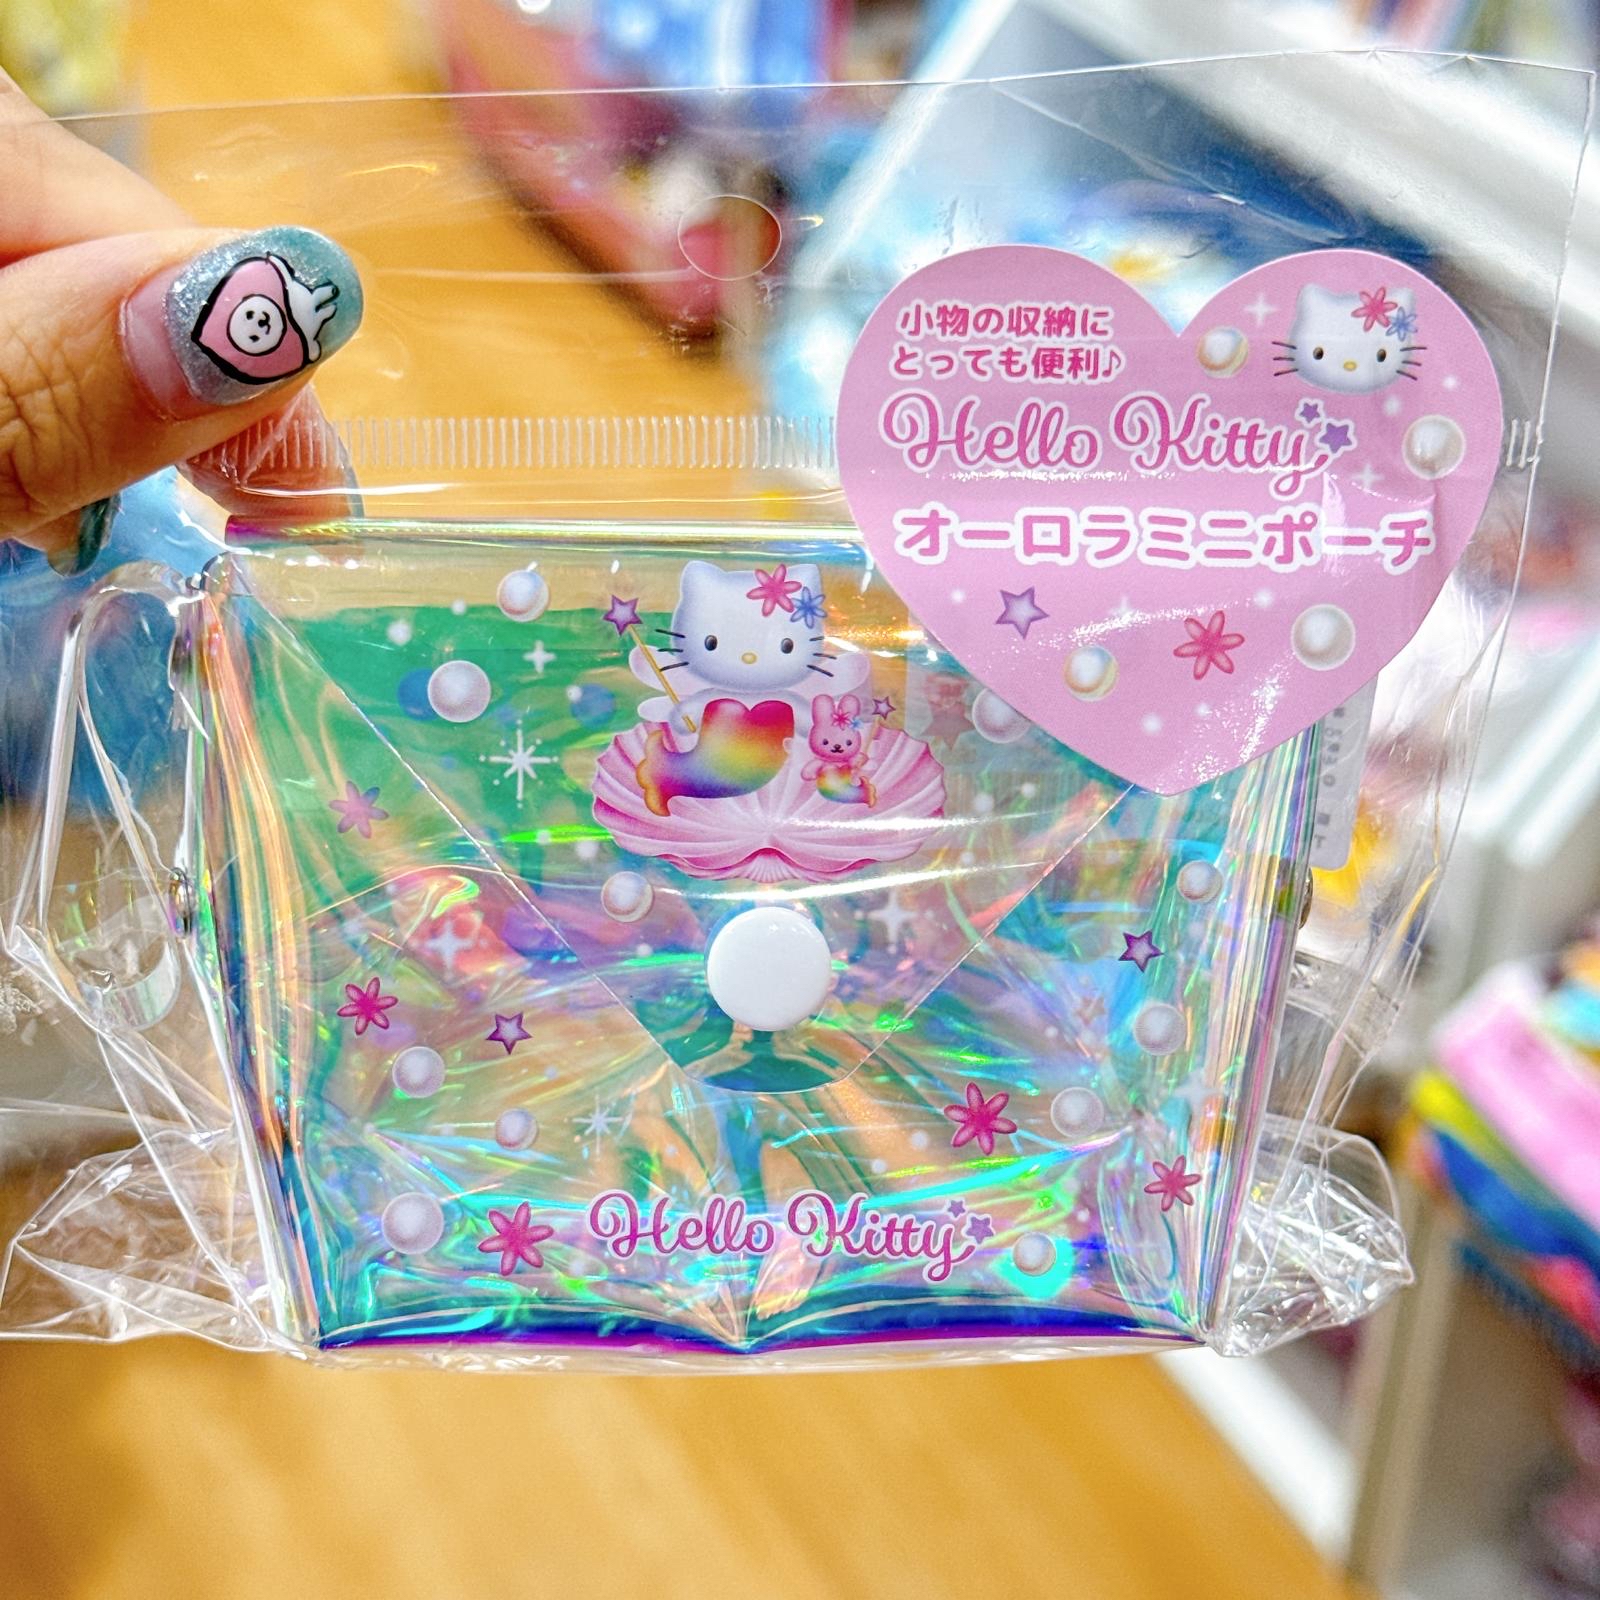 小物の収納に
とっても便利♪
Hello Kitty
オーロラミニポーチ
Hello Kitty